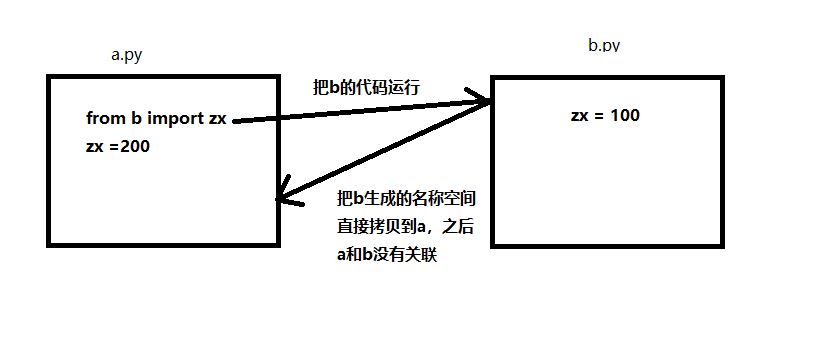 a.py
b.py
把b的代码运行
from b import zx
zx =200
zx = 100
把b生成的名称空间
直接拷贝到a，之后
a和b没有关联